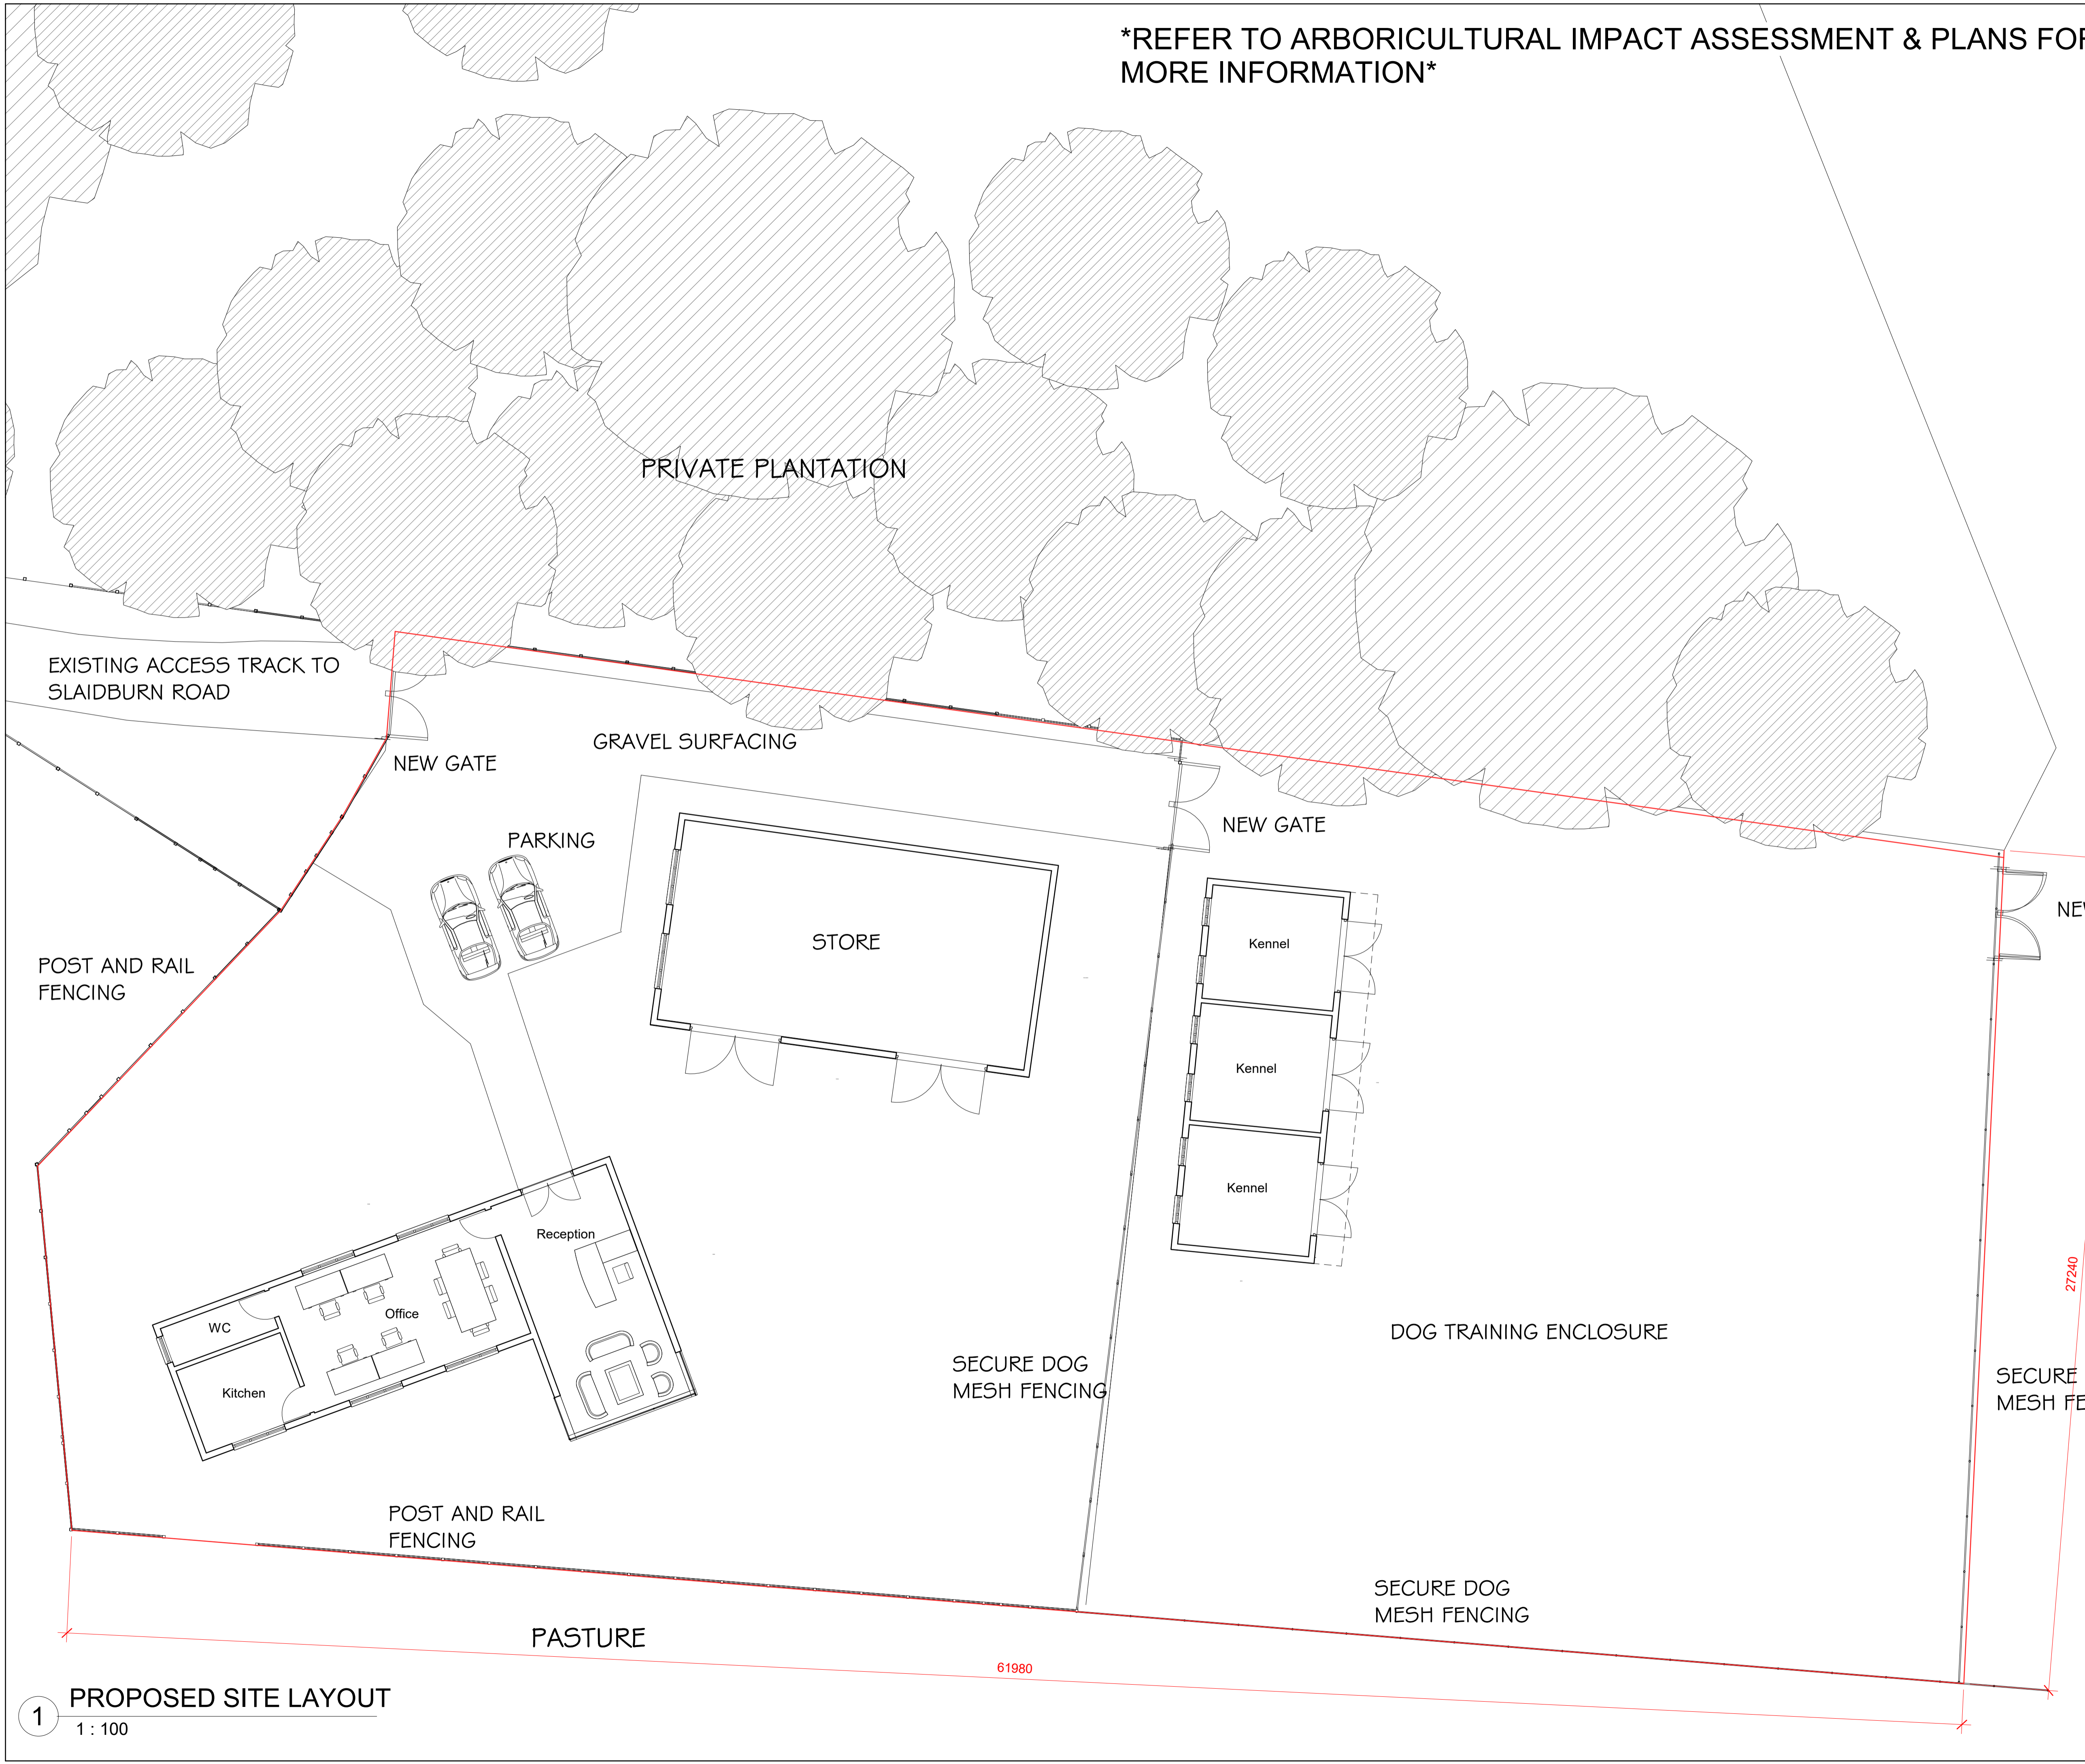 *REFER TO ARBORICULTURAL IMPACT ASSESSMENT & PLANS FOR
MORE INFORMATION*
PRIVATE PLANTATION
EXISTING ACCESS TRACK TO
SLAIDBURN ROAD
NEW GATE
GRAVEL SURFACING
PARKING
NEW GATE
STORE
Kennel
Kennel
Kennel
POST AND RAIL
FENCING
Reception
Office
WC
Kitchen
27240
DOG TRAINING ENCLOSURE
SECURE DOG
MESH FENCING
SECURE
MESH FE
POST AND RAIL
FENCING
SECURE DOG
MESH FENCING
PASTURE
61980
1
PROPOSED SITE LAYOUT
1 : 100